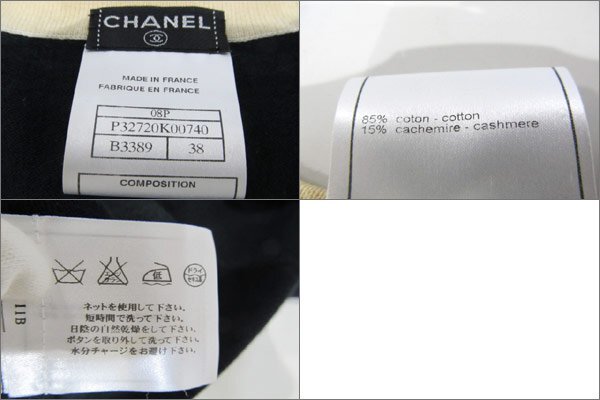 CHANEL
MADE IN FRANCE
FABRIQUE EN FRANCE
08P
P32720K00740
B3389 38
COMPOSITION
85% coton - cotton
15% cachemire - cashmere
低
ドライ
セキユ系
ネットを使用して下さい。
短時間で洗って下さい。
日陰の自然乾燥をして下さい。
ボタンを取り外して洗って下さい。
水分チャージをお避け下さい。
11B